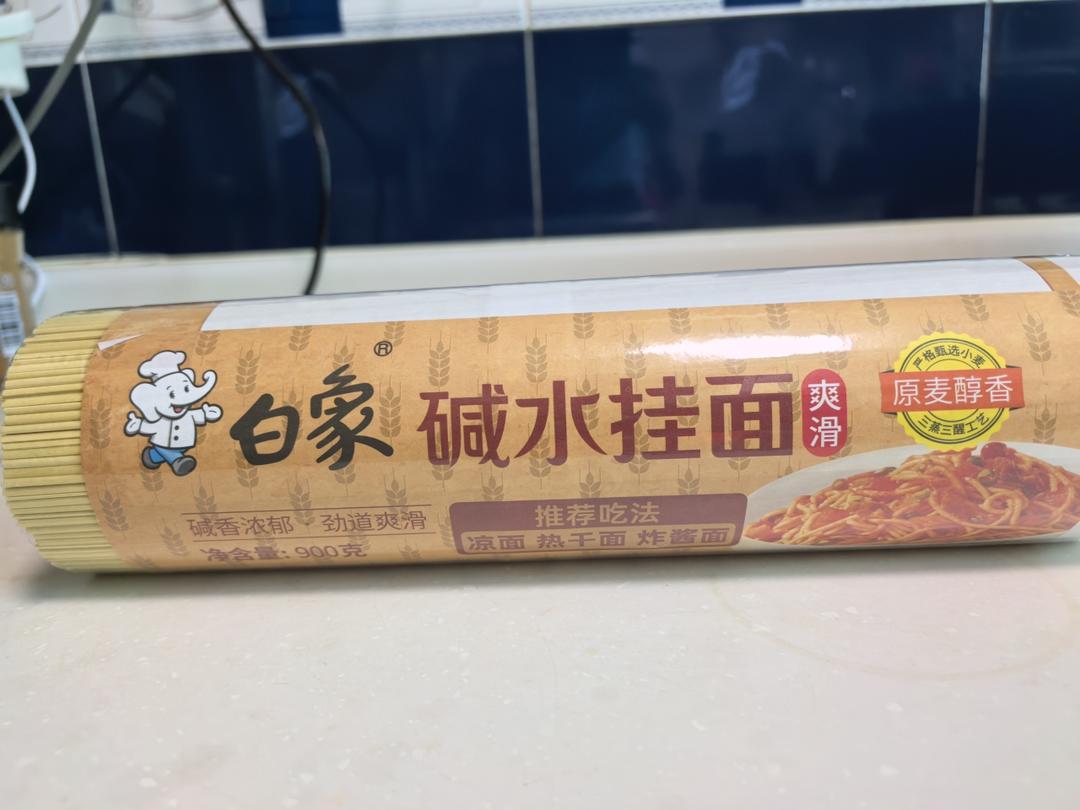 白象®
碱水挂面
爽滑
严格甄选小麦
原麦醇香
三蒸三醒工艺
碱香浓郁 劲道爽滑
净含量: 900克
推荐吃法
凉面 热干面 炸酱面